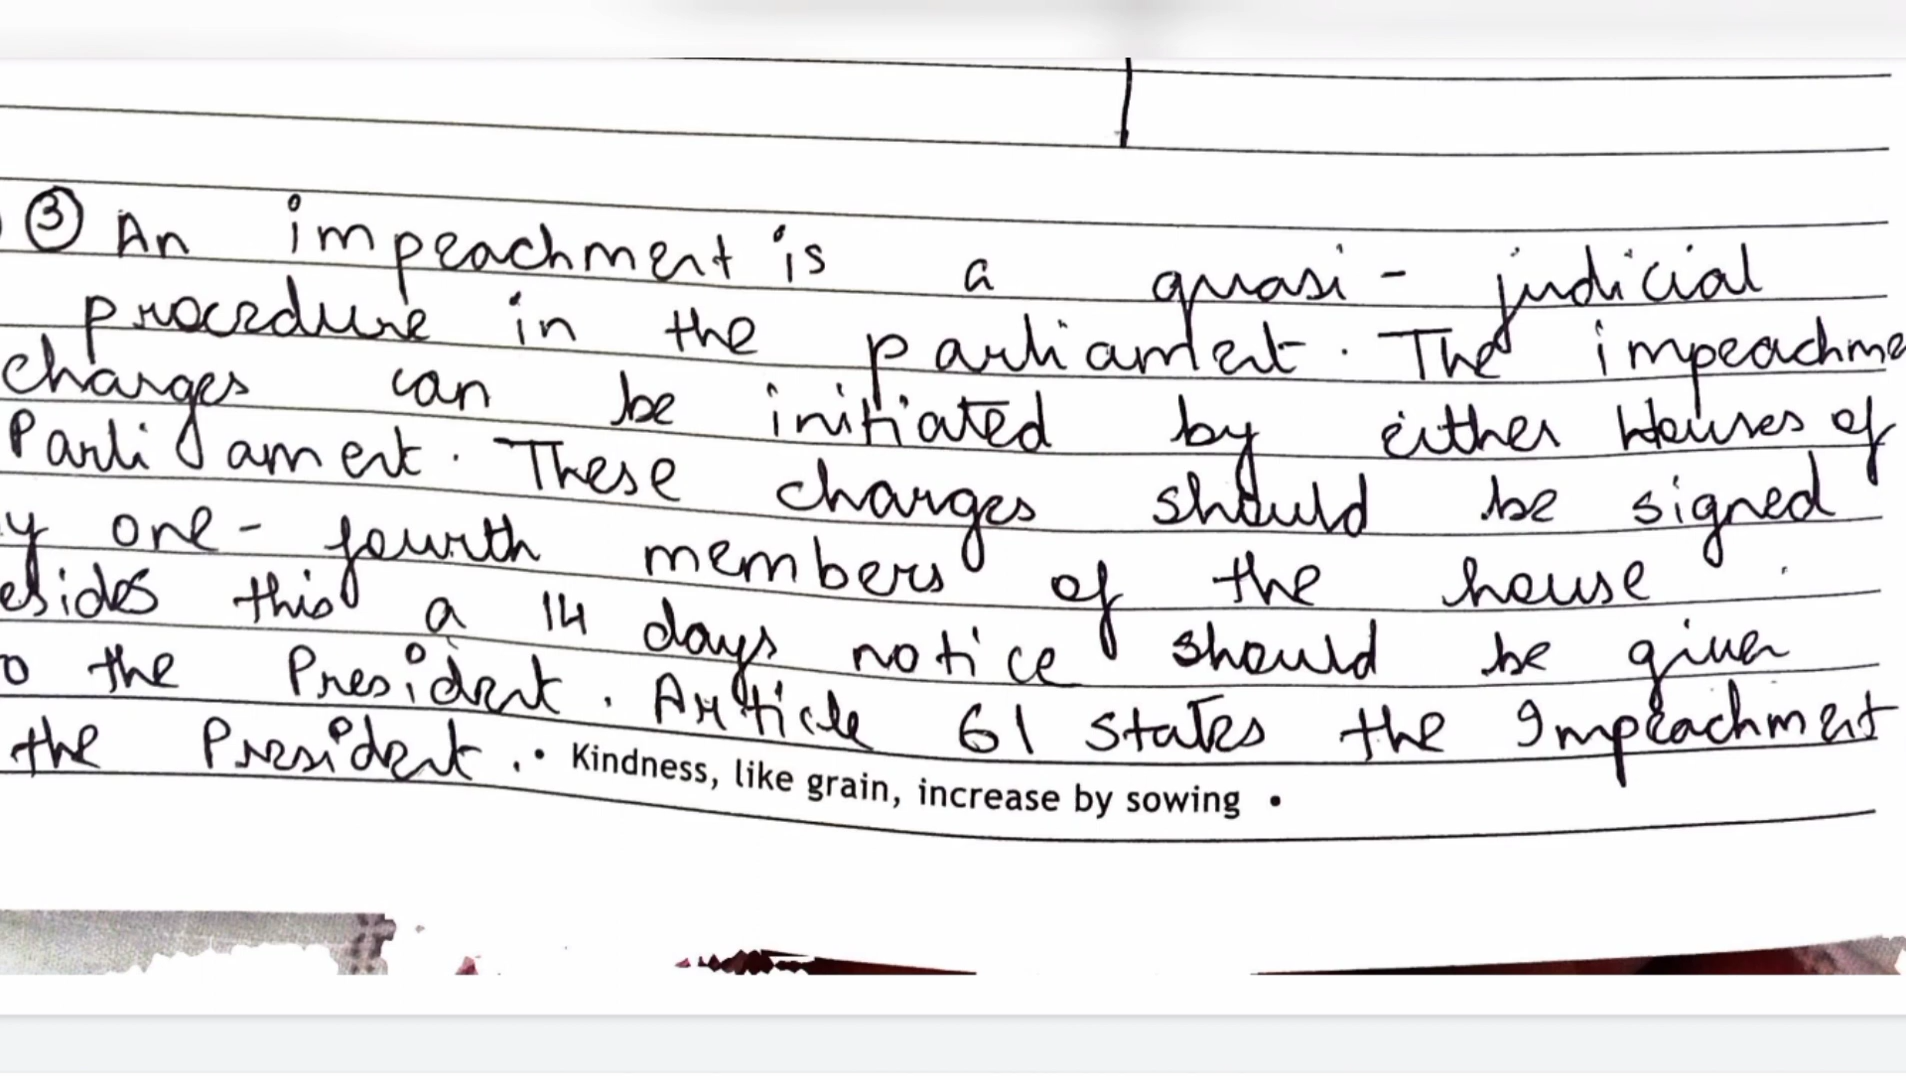 ③ An impeachment is a quasi - judicial
procedure in the parliament. The impeachme
charges can be initiated by either Houses of
Parliament. These charges should be signed
y one - fourth members of the house .
esides this a 14 days notice should be given
o the President. Article 61 states the Impeachment
the President.
• Kindness, like grain, increase by sowing •